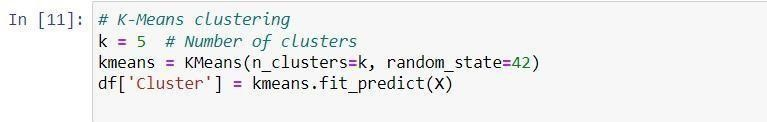 In [11]: # K-Means clustering
k = 5  # Number of clusters
kmeans = KMeans(n_clusters=k, random_state=42)
df['Cluster'] = kmeans.fit_predict(X)